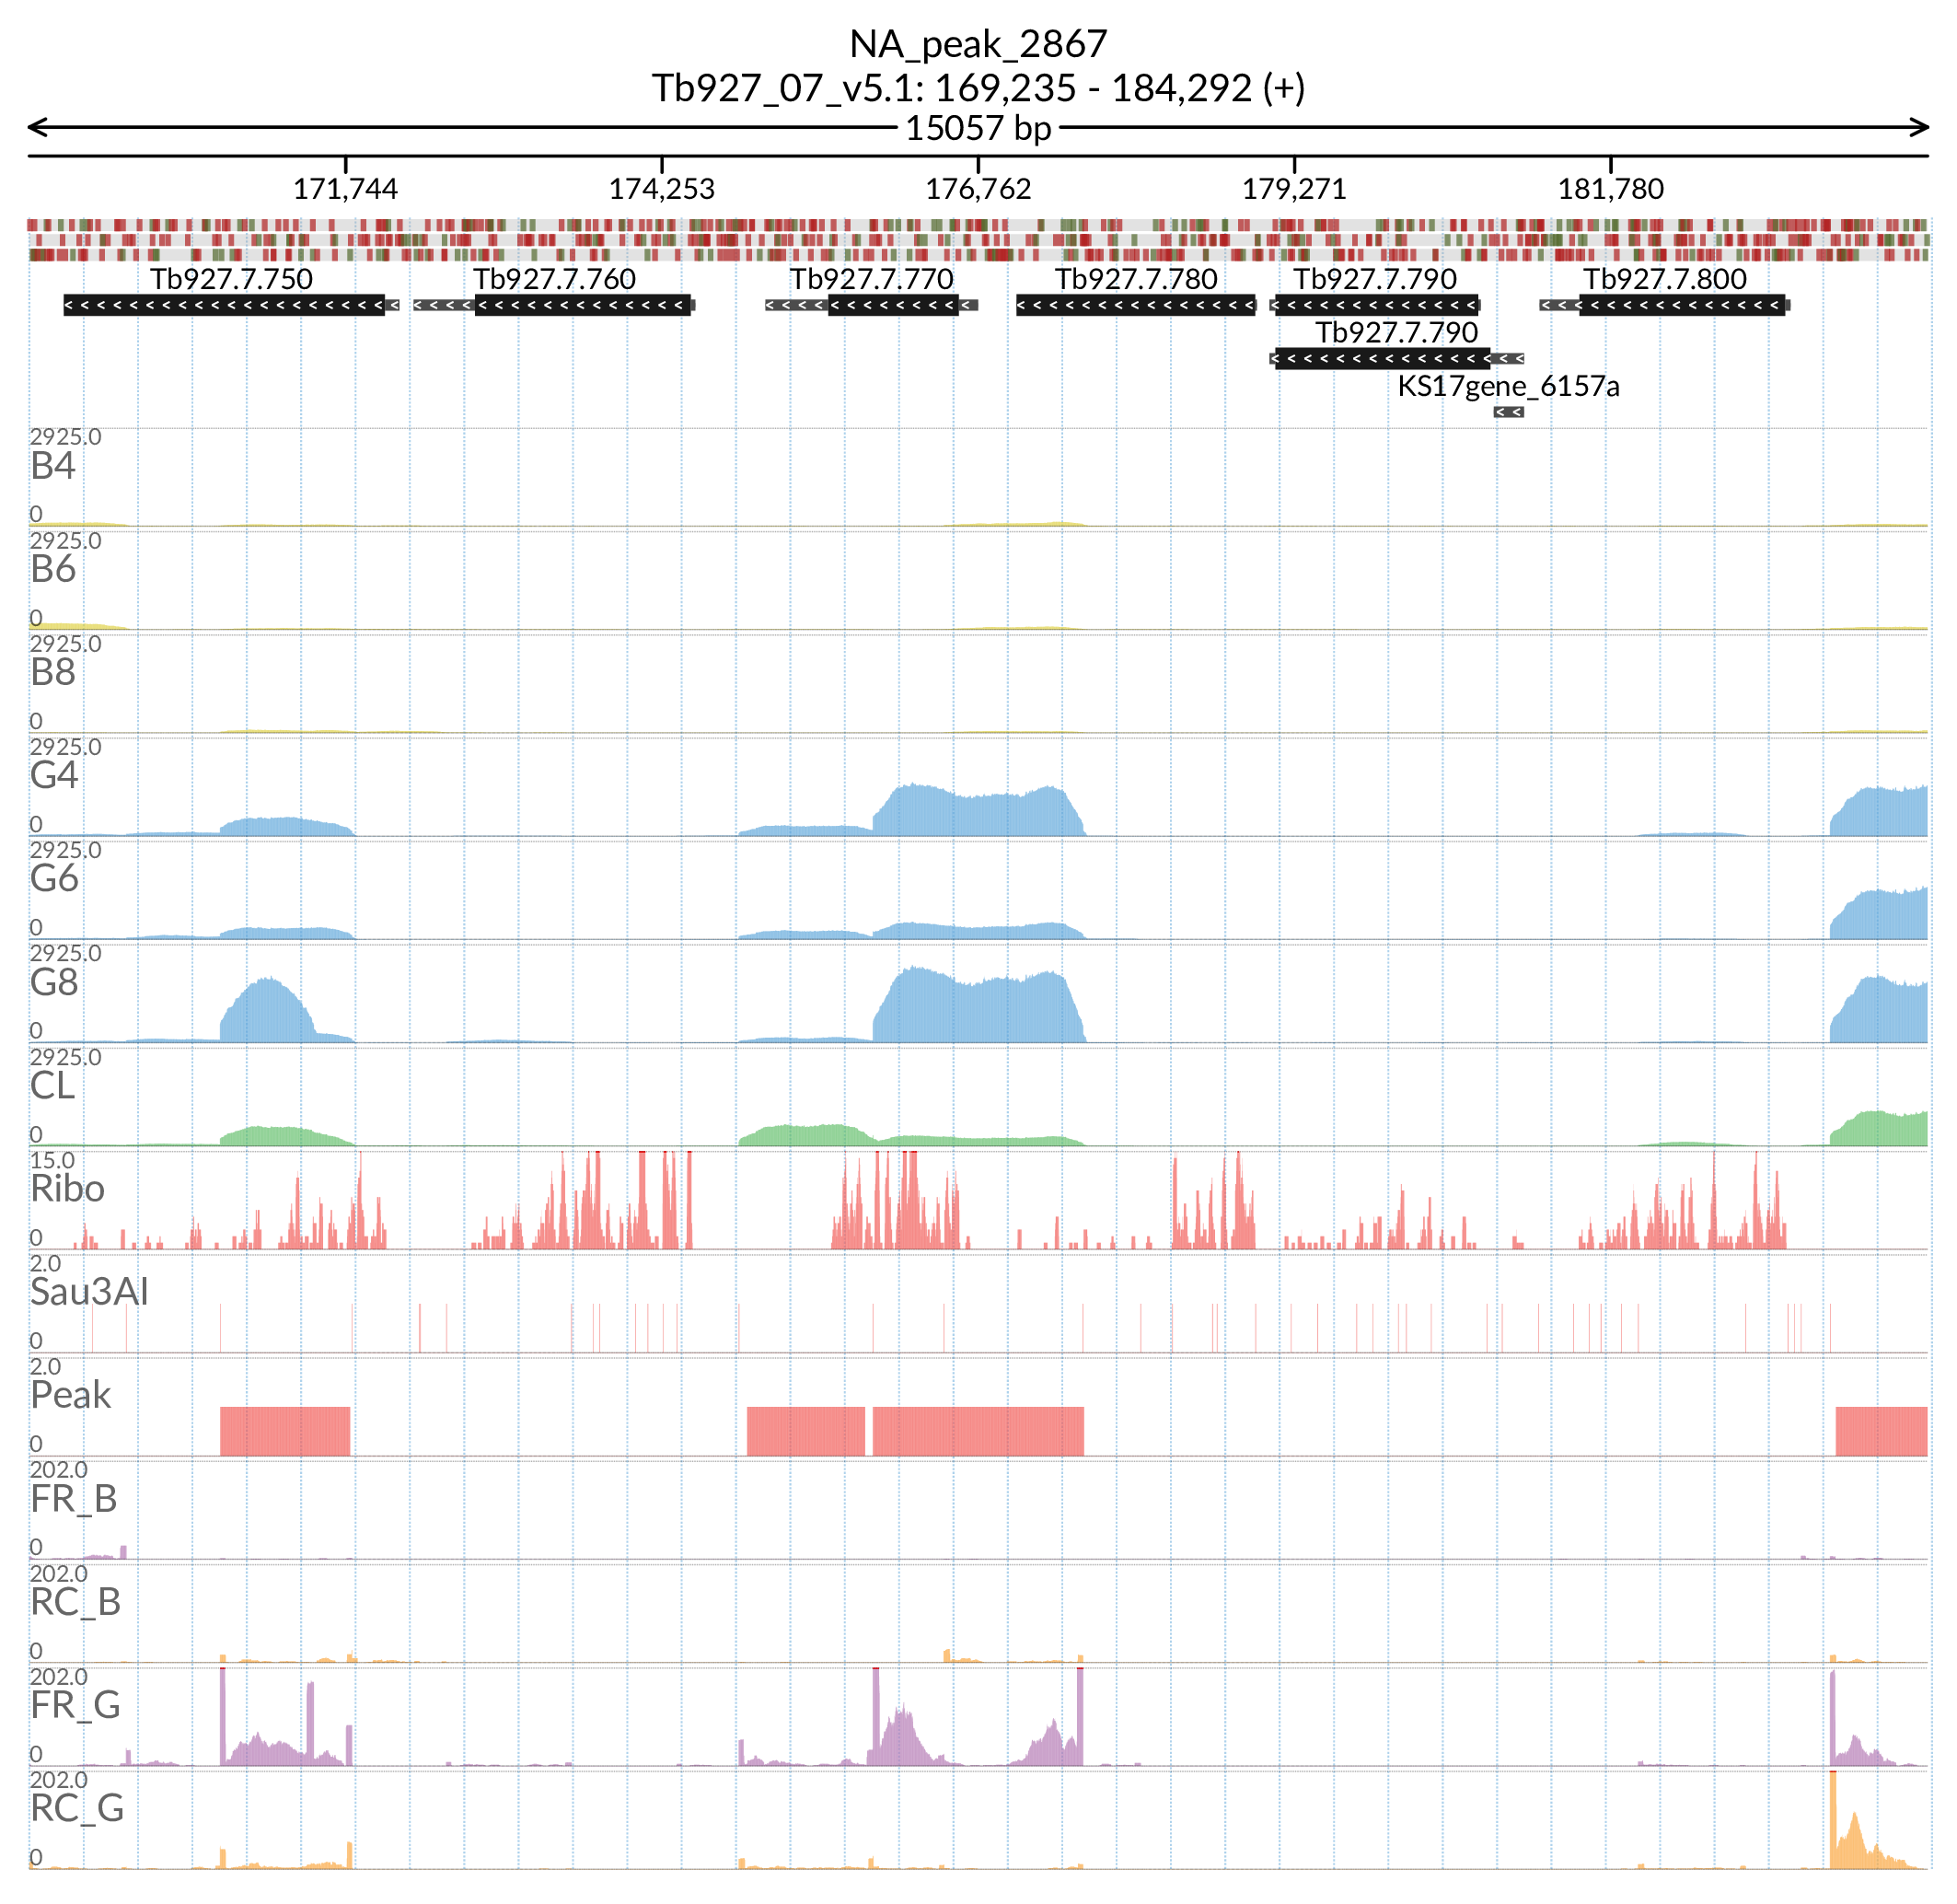 NA_peak_2867
Tb927_07_v5.1: 169,235 - 184,292 (+)
15057 bp
171,744 174,253 176,762 179,271 181,780
Tb927.7.750 Tb927.7.760 Tb927.7.770 Tb927.7.780 Tb927.7.790 Tb927.7.800
Tb927.7.790
KS17gene_6157a
2925.0
B4
0
2925.0
B6
0
2925.0
B8
0
2925.0
G4
0
2925.0
G6
0
2925.0
G8
0
2925.0
CL
0
15.0
Ribo
0
2.0
Sau3AI
0
2.0
Peak
0
202.0
FR_B
0
202.0
RC_B
0
202.0
FR_G
0
202.0
RC_G
0